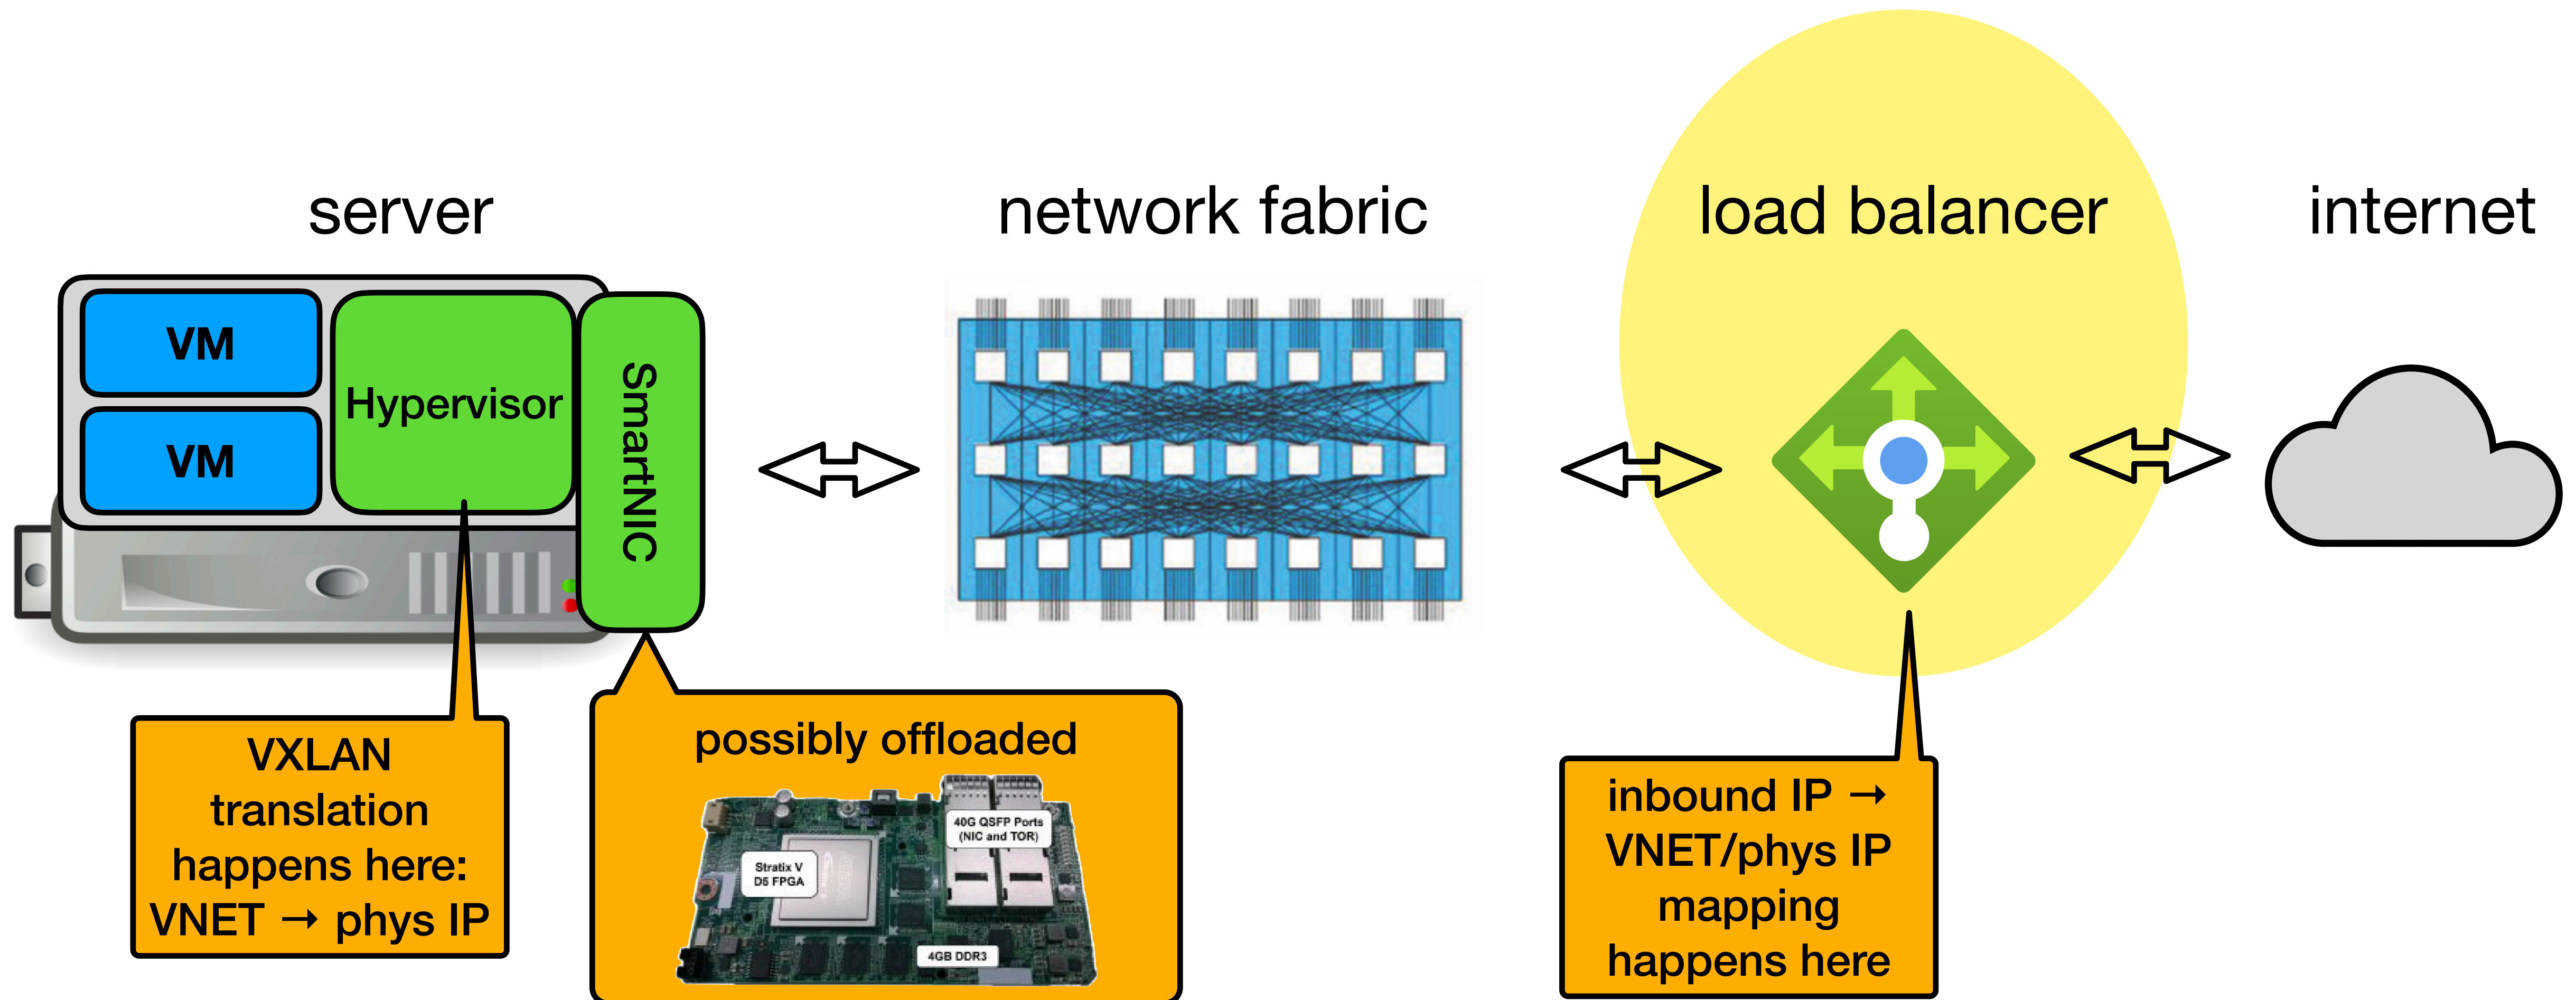 server
network fabric
load balancer
internet
VM
VM
Hypervisor
SmartNIC
VXLAN
translation
happens here:
VNET → phys IP
possibly offloaded
40G QSFP Ports
(NIC and TOR)
Stratix V
D5 FPGA
4GB DDR3
inbound IP →
VNET/phys IP
mapping
happens here